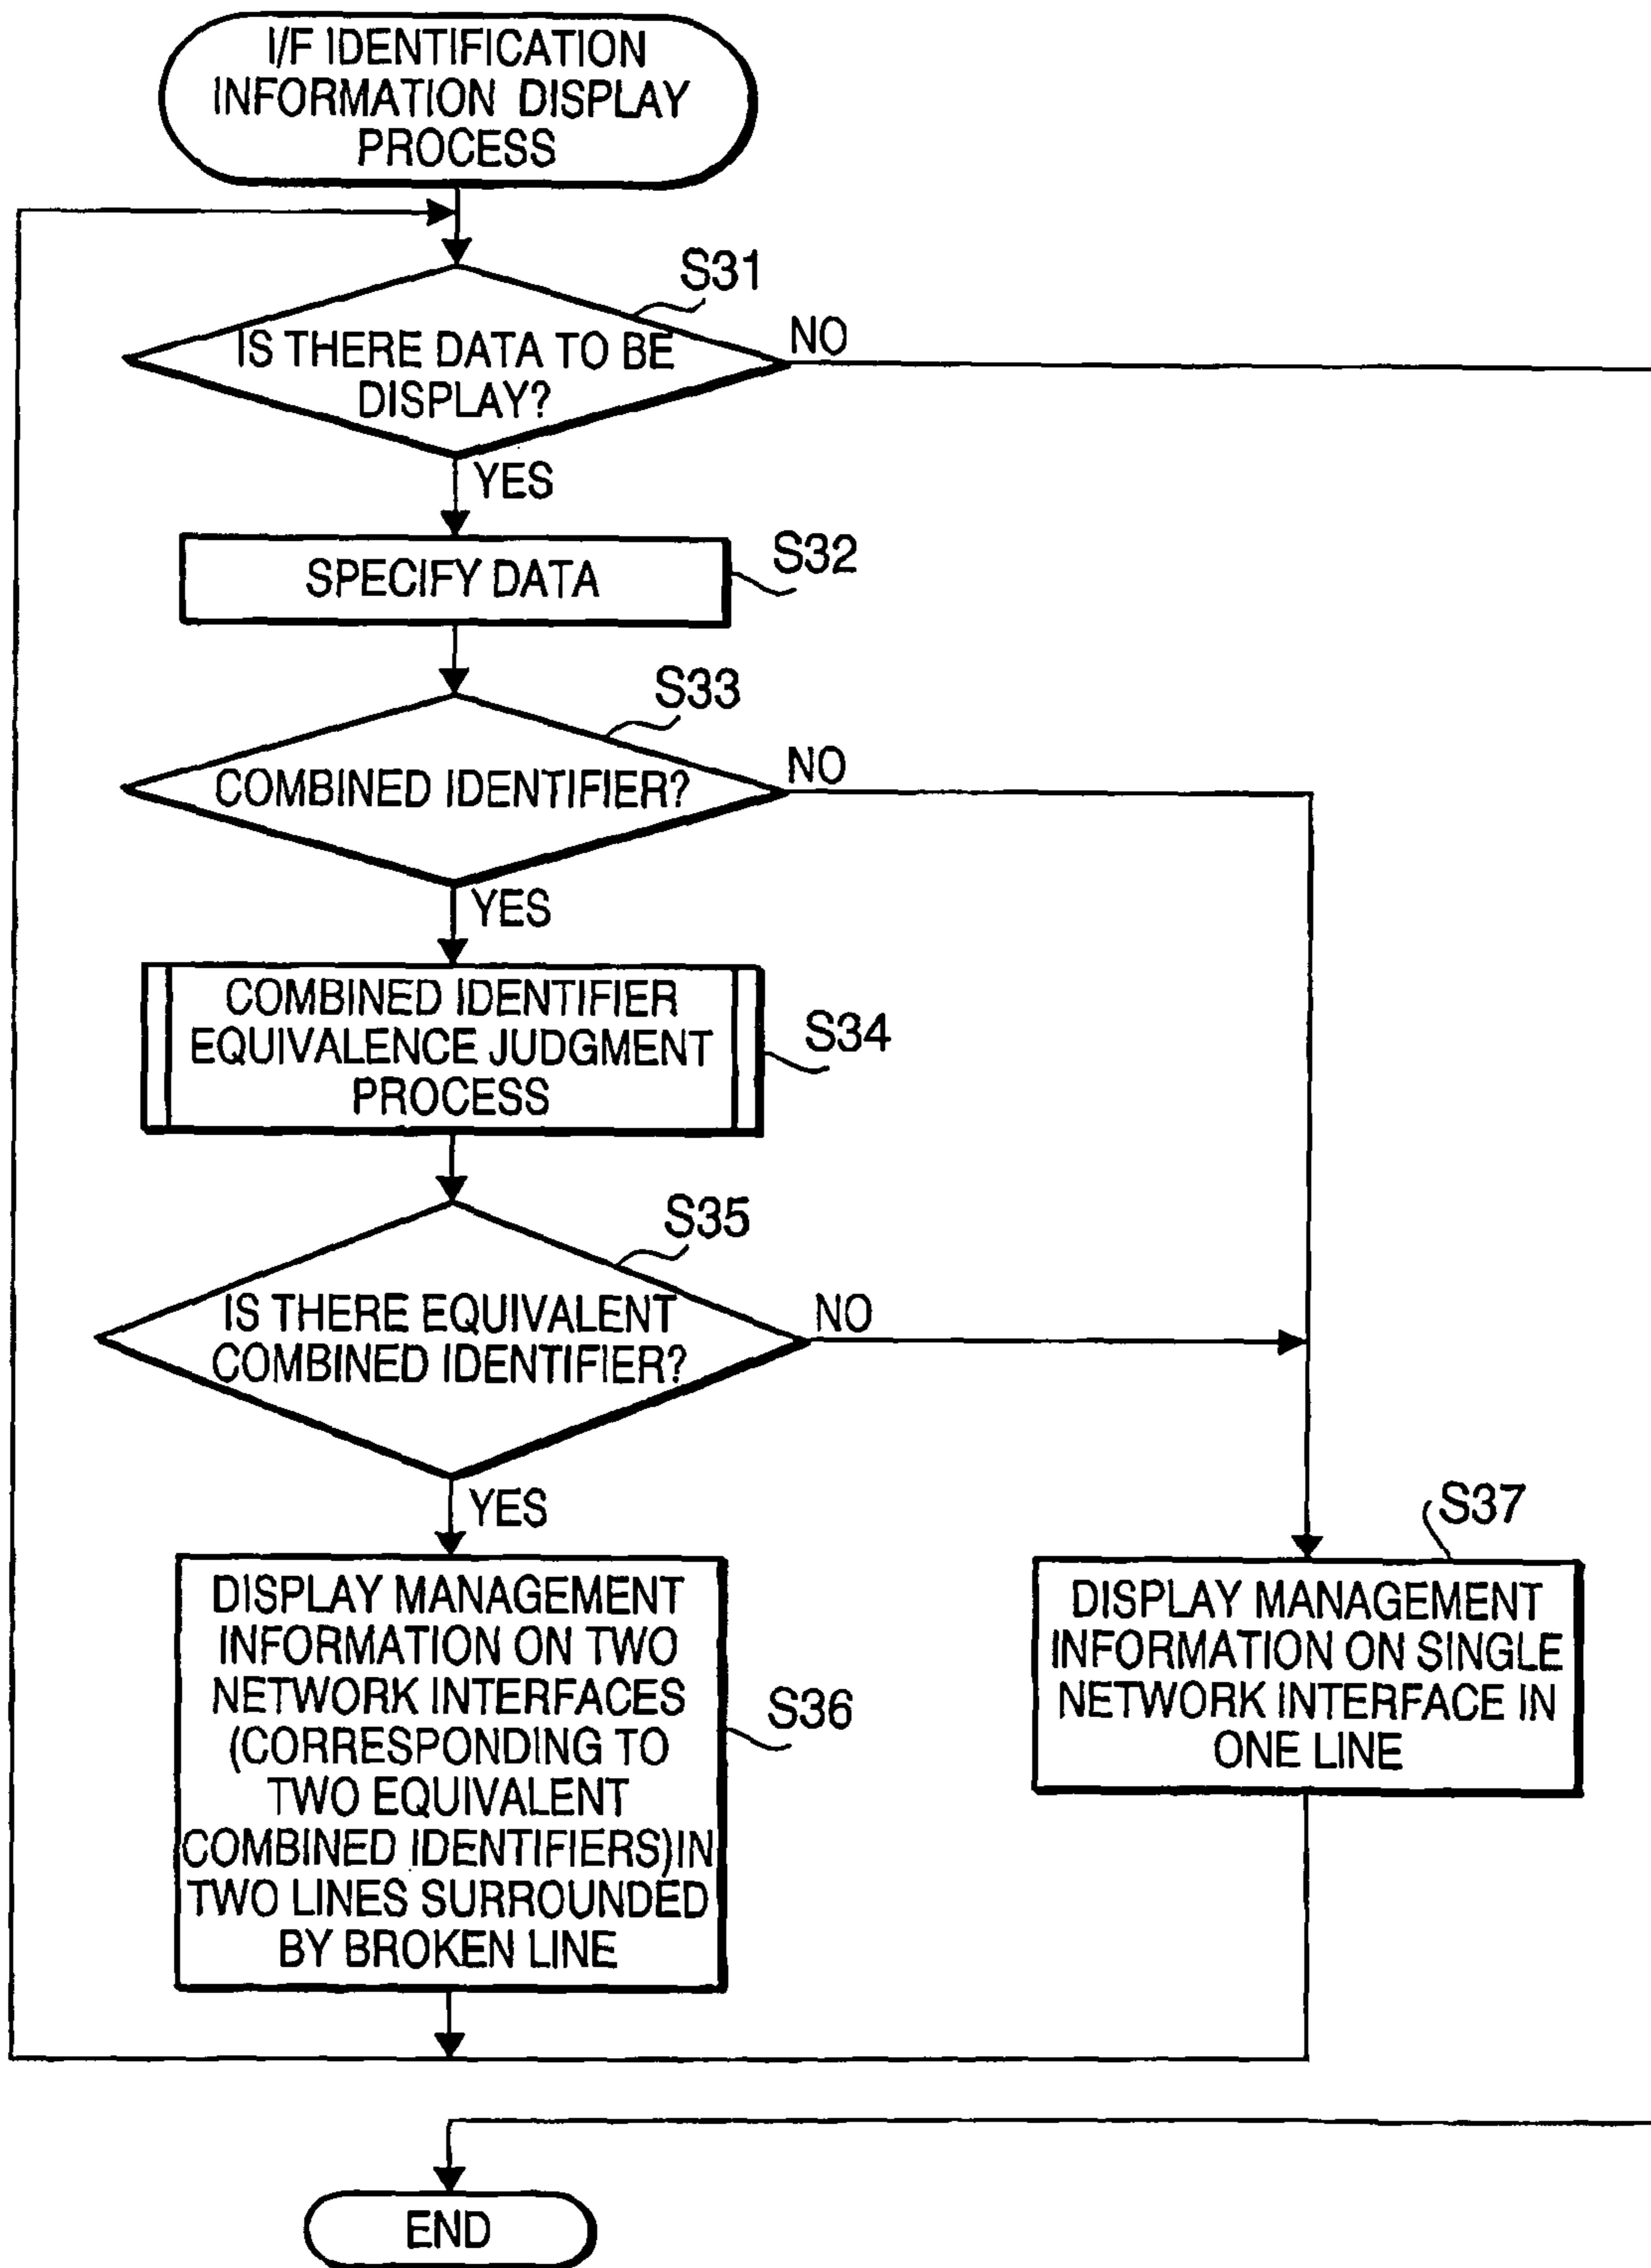 I/F IDENTIFICATION
INFORMATION DISPLAY
PROCESS
S31
IS THERE DATA TO BE
DISPLAY?
NO
YES
SPECIFY DATA
S32
S33
COMBINED IDENTIFIER?
NO
YES
COMBINED IDENTIFIER
EQUIVALENCE JUDGMENT
PROCESS
S34
S35
IS THERE EQUIVALENT
COMBINED IDENTIFIER?
NO
YES
DISPLAY MANAGEMENT
INFORMATION ON TWO
NETWORK INTERFACES
(CORRESPONDING TO
TWO EQUIVALENT
COMBINED IDENTIFIERS)IN
TWO LINES SURROUNDED
BY BROKEN LINE
S36
S37
DISPLAY MANAGEMENT
INFORMATION ON SINGLE
NETWORK INTERFACE IN
ONE LINE
END